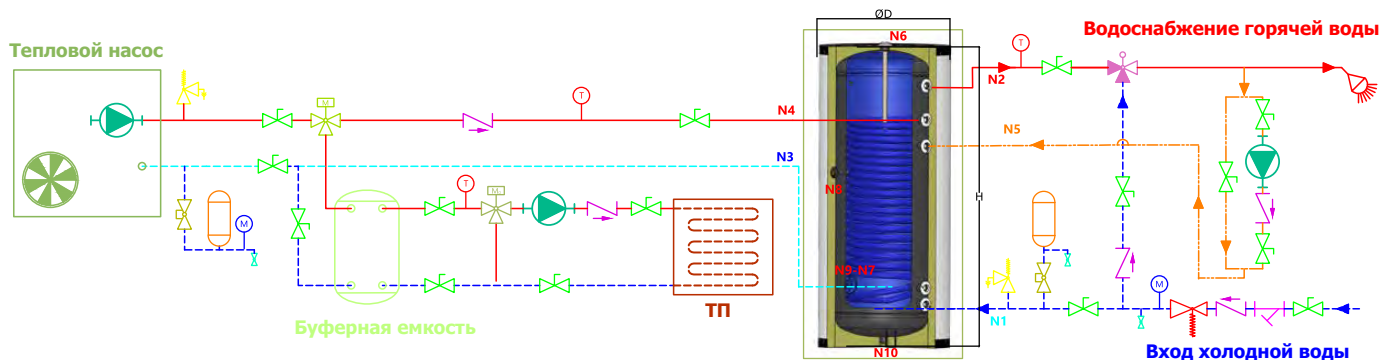 ØD
Водоснабжение горячей воды
Тепловой насос
N6
T
N2
M
T
N4
N5
N3
T
M
N8
H
M
N9-N7
M
ТП
N1
Буферная емкость
N10
Вход холодной воды